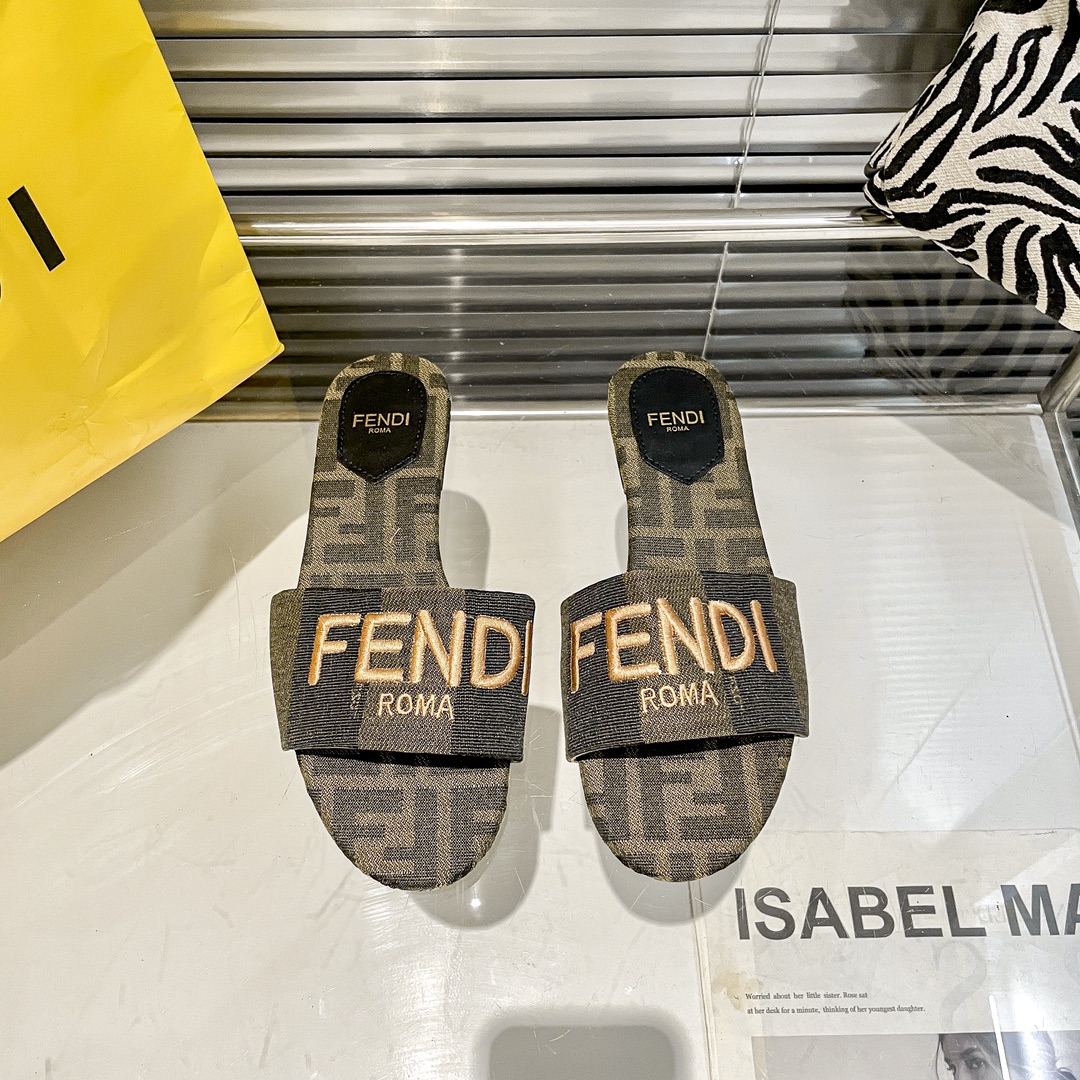 DI
FENDI
ROMA
FENDI
ROMA
FENDI
ROMA
FENDI
ROMA
ISABEL MA
Worried about her little sister. Rose sat
at her desk for a minute, thinking of her youngest daughter.